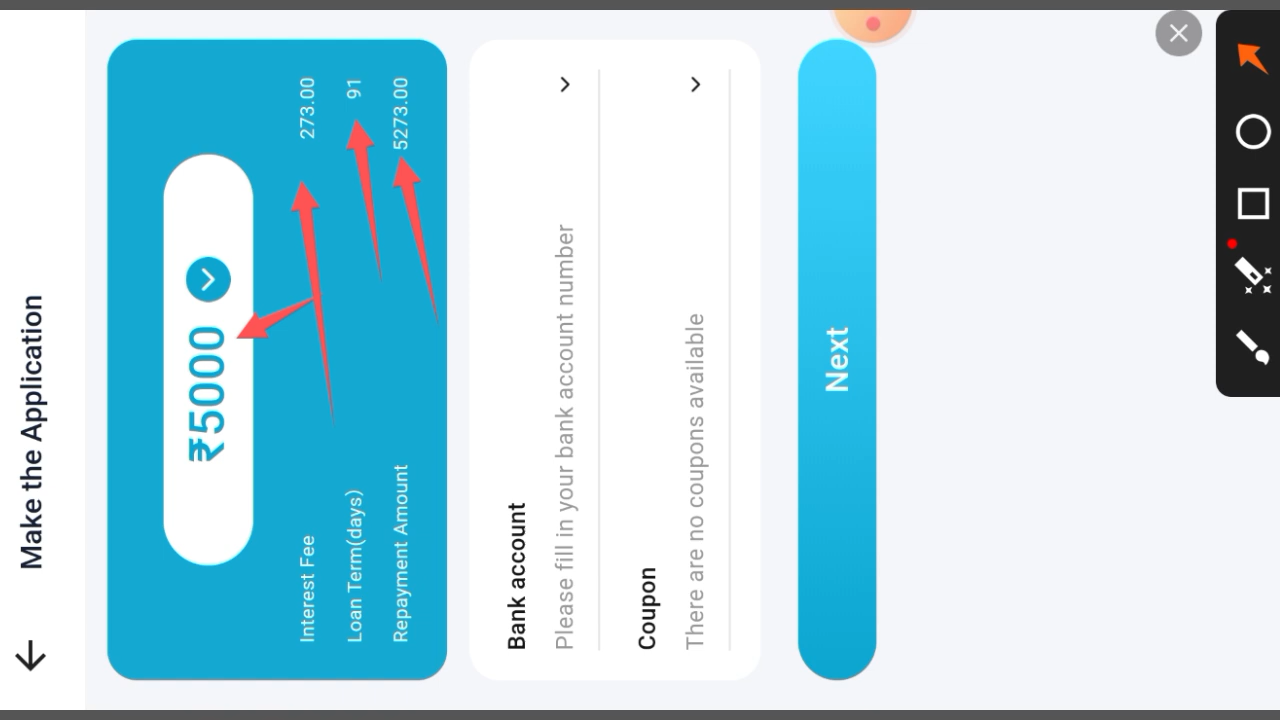 Make the Application
₹5000
Interest Fee 273.00
Loan Term(days) 91
Repayment Amount 5273.00
Bank account
Please fill in your bank account number
Coupon
There are no coupons available
Next